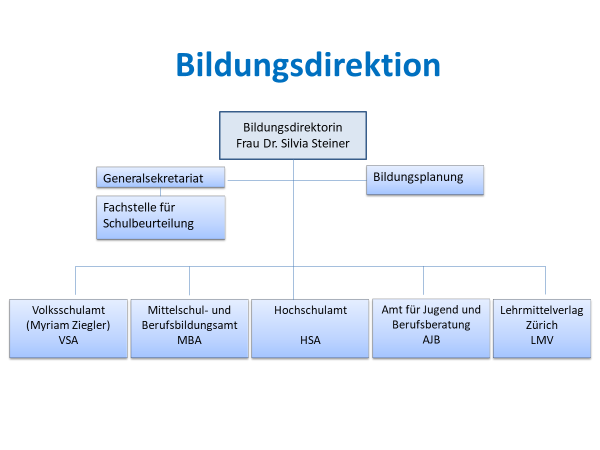 Bildungsdirektion
Bildungsdirektorin
Frau Dr. Silvia Steiner
Generalsekretariat
Bildungsplanung
Fachstelle für
Schulbeurteilung
Volksschulamt
(Myriam Ziegler)
VSA
Mittelschul- und
Berufsbildungsamt
MBA
Hochschulamt
HSA
Amt für Jugend und
Berufsberatung
AJB
Lehrmittelverlag
Zürich
LMV